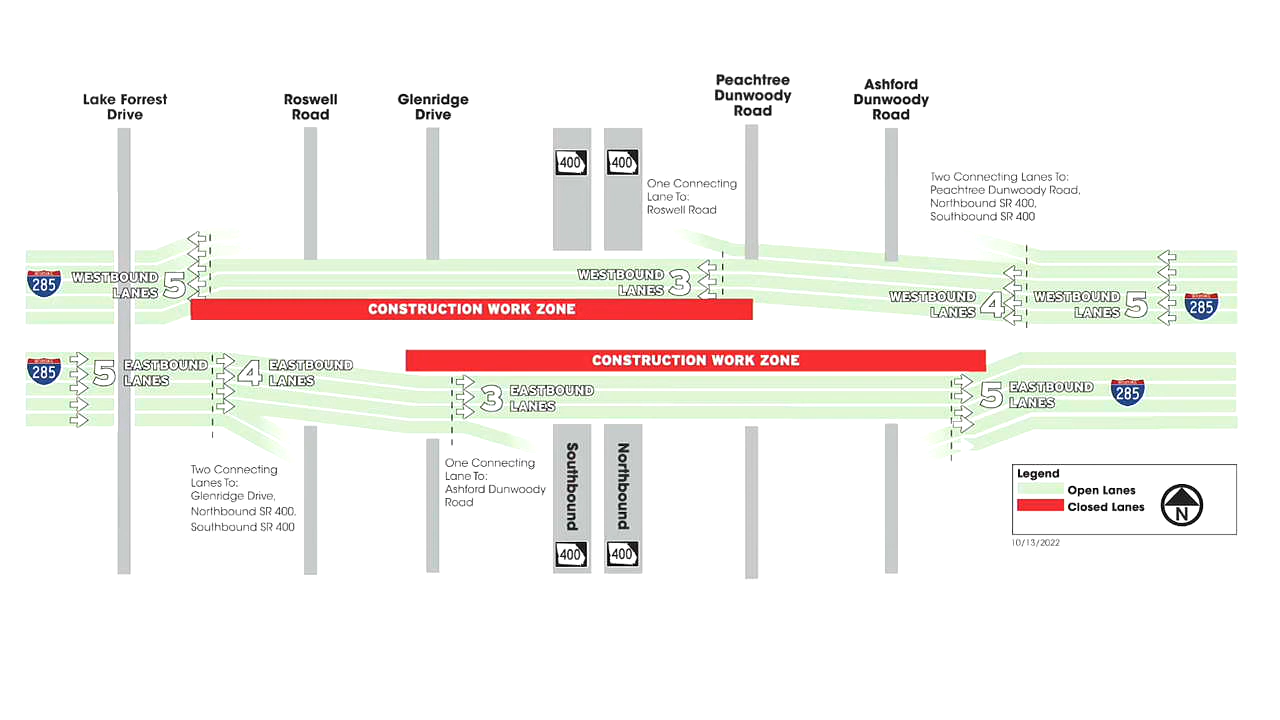 Lake Forrest
Drive
Roswell
Road
Glenridge
Drive
Peachtree
Dunwoody
Road
Ashford
Dunwoody
Road
400
400
One Connecting
Lane To:
Roswell Road
Two Connecting Lanes To:
Peachtree Dunwoody Road,
Northbound SR 400,
Southbound SR 400
285
WESTBOUND
LANES
5
WESTBOUND
LANES
3
WESTBOUND
LANES
4
WESTBOUND
LANES
5
285
CONSTRUCTION WORK ZONE
CONSTRUCTION WORK ZONE
285
5
EASTBOUND
LANES
4
EASTBOUND
LANES
3
EASTBOUND
LANES
5
EASTBOUND
LANES
285
Two Connecting
Lanes To:
Glenridge Drive,
Northbound SR 400.
Southbound SR 400
One Connecting
Lane To:
Ashford Dunwoody
Road
Southbound
Northbound
400
400
Legend
Open Lanes
Closed Lanes
N
10/13/2022